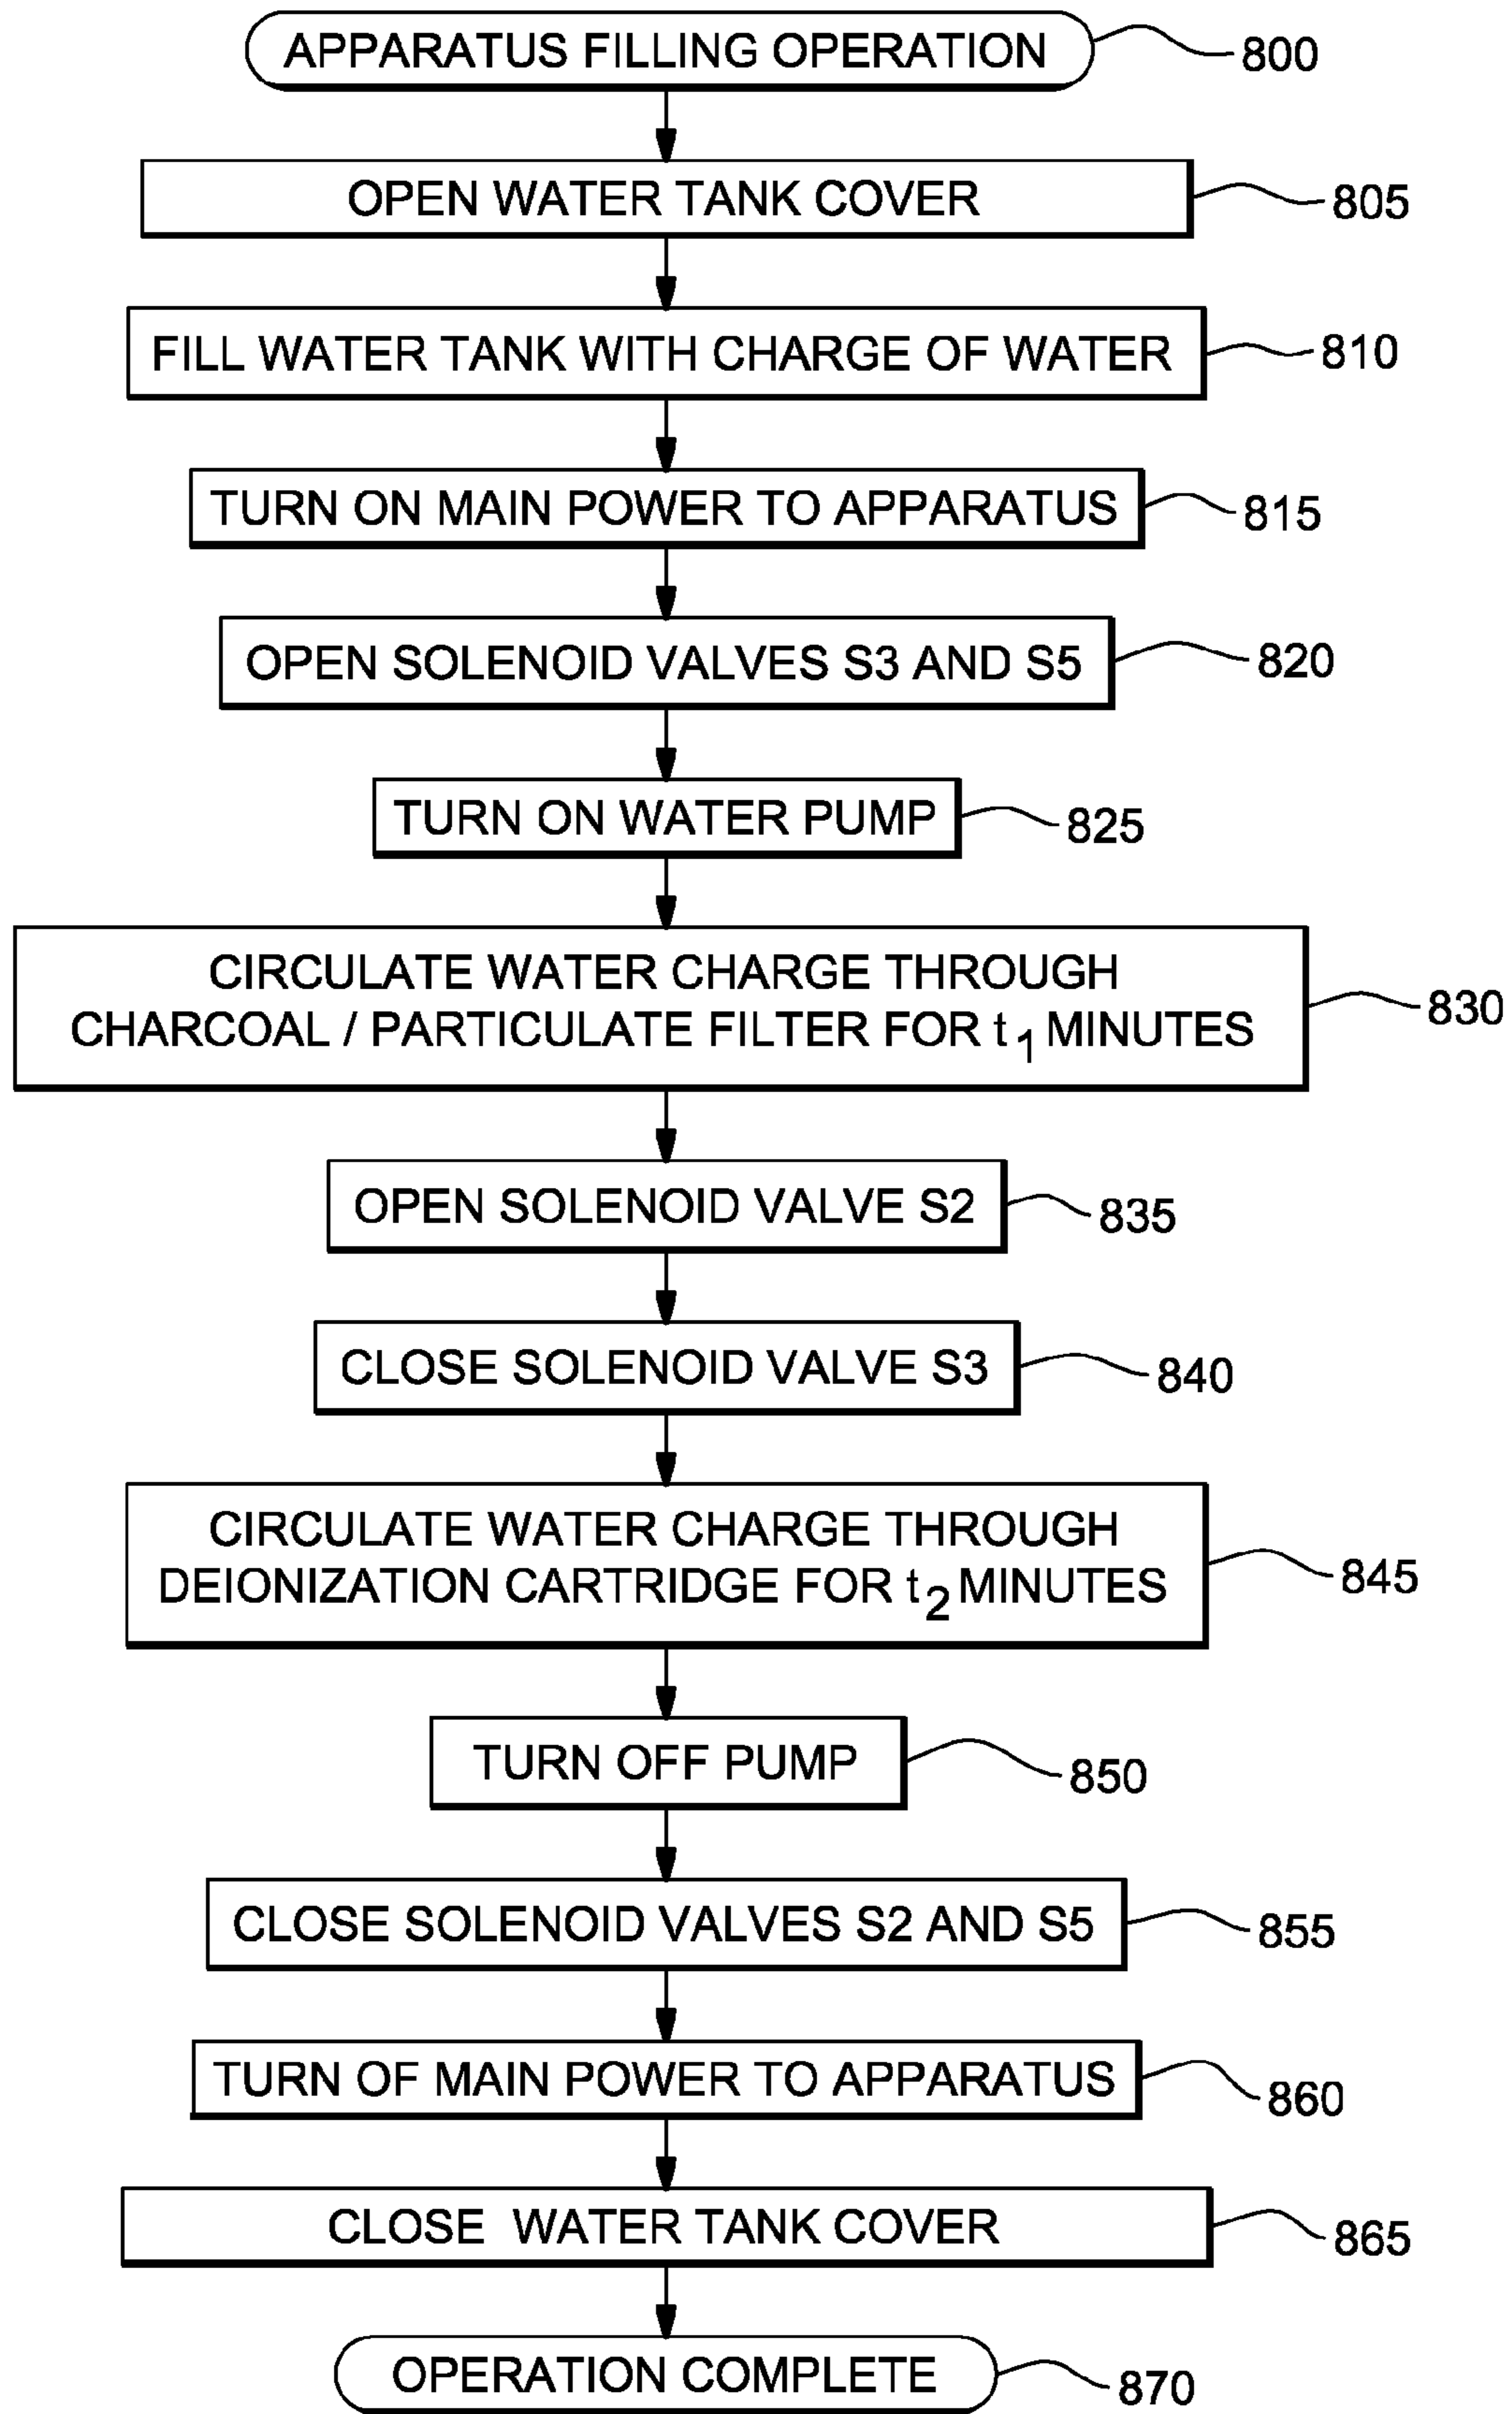 APPARATUS FILLING OPERATION
800
OPEN WATER TANK COVER
805
FILL WATER TANK WITH CHARGE OF WATER
810
TURN ON MAIN POWER TO APPARATUS
815
OPEN SOLENOID VALVES S3 AND S5
820
TURN ON WATER PUMP
825
CIRCULATE WATER CHARGE THROUGH
CHARCOAL / PARTICULATE FILTER FOR t1 MINUTES
830
OPEN SOLENOID VALVE S2
835
CLOSE SOLENOID VALVE S3
840
CIRCULATE WATER CHARGE THROUGH
DEIONIZATION CARTRIDGE FOR t2 MINUTES
845
TURN OFF PUMP
850
CLOSE SOLENOID VALVES S2 AND S5
855
TURN OF MAIN POWER TO APPARATUS
860
CLOSE WATER TANK COVER
865
OPERATION COMPLETE
870